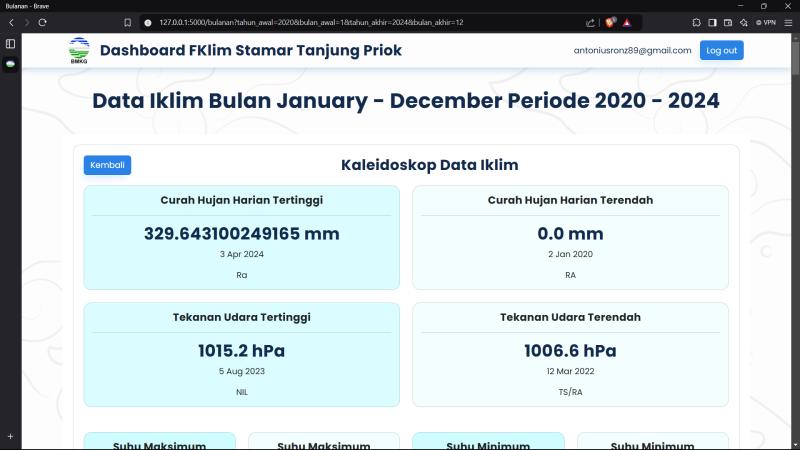 Bulanan - Brave
127.0.0.1:5000/bulanan?tahun_awal=2020&bulan_awal=1&tahun_akhir=2024&bulan_akhir=12
VPN
BMKG
Dashboard FKlim Stamar Tanjung Priok
antoniusronz89@gmail.com
Log out
Data Iklim Bulan January - December Periode 2020 - 2024
Kembali
Kaleidoskop Data Iklim
Curah Hujan Harian Tertinggi
329.643100249165 mm
3 Apr 2024
Ra
Curah Hujan Harian Terendah
0.0 mm
2 Jan 2020
RA
Tekanan Udara Tertinggi
1015.2 hPa
5 Aug 2023
NIL
Tekanan Udara Terendah
1006.6 hPa
12 Mar 2022
TS/RA
Suhu Maksimum
Suhu Maksimum
Suhu Minimum
Suhu Minimum